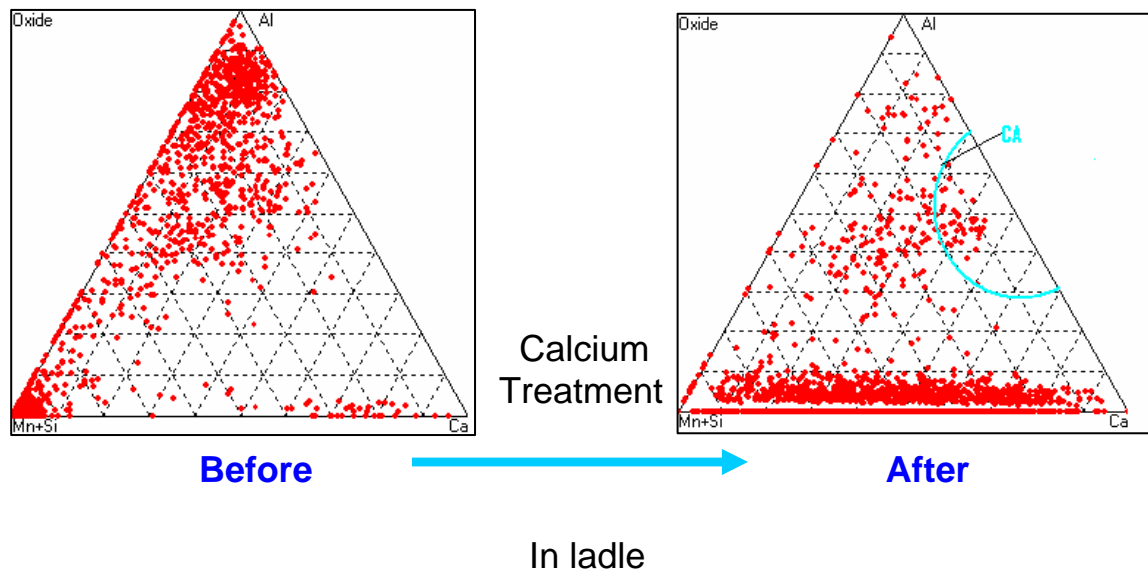 Oxide
Al
Mn+Si
Ca
Before
Calcium
Treatment
Oxide
Al
CA
Mn+Si
Ca
After
In ladle